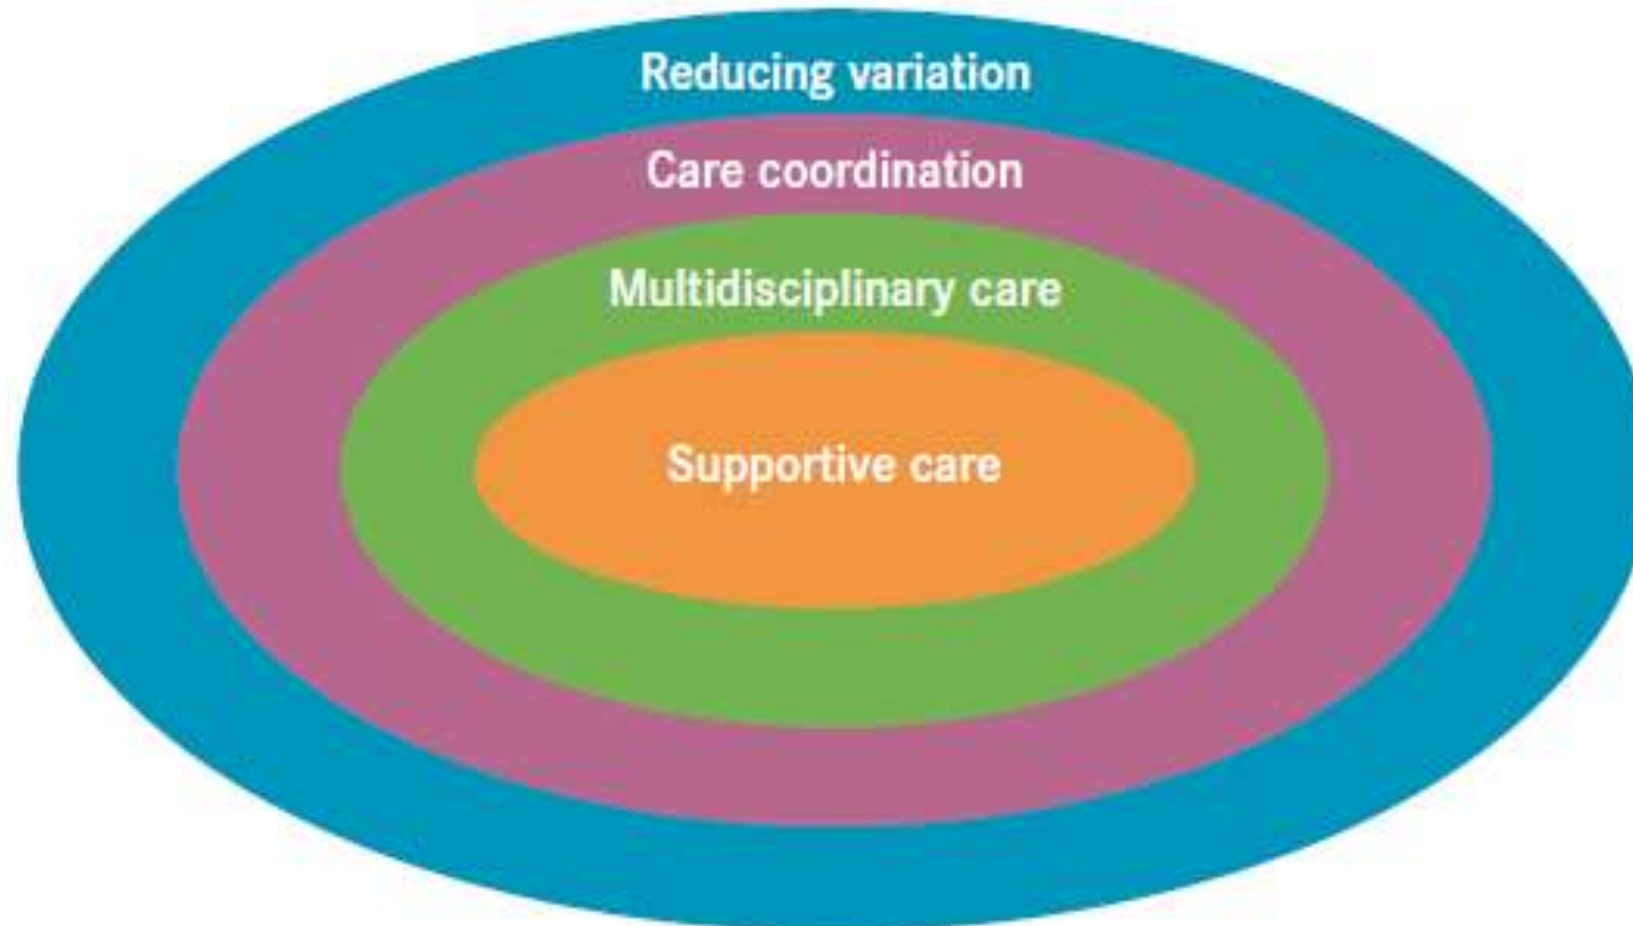 Reducing variation
Care coordination
Multidisciplinary care
Supportive care